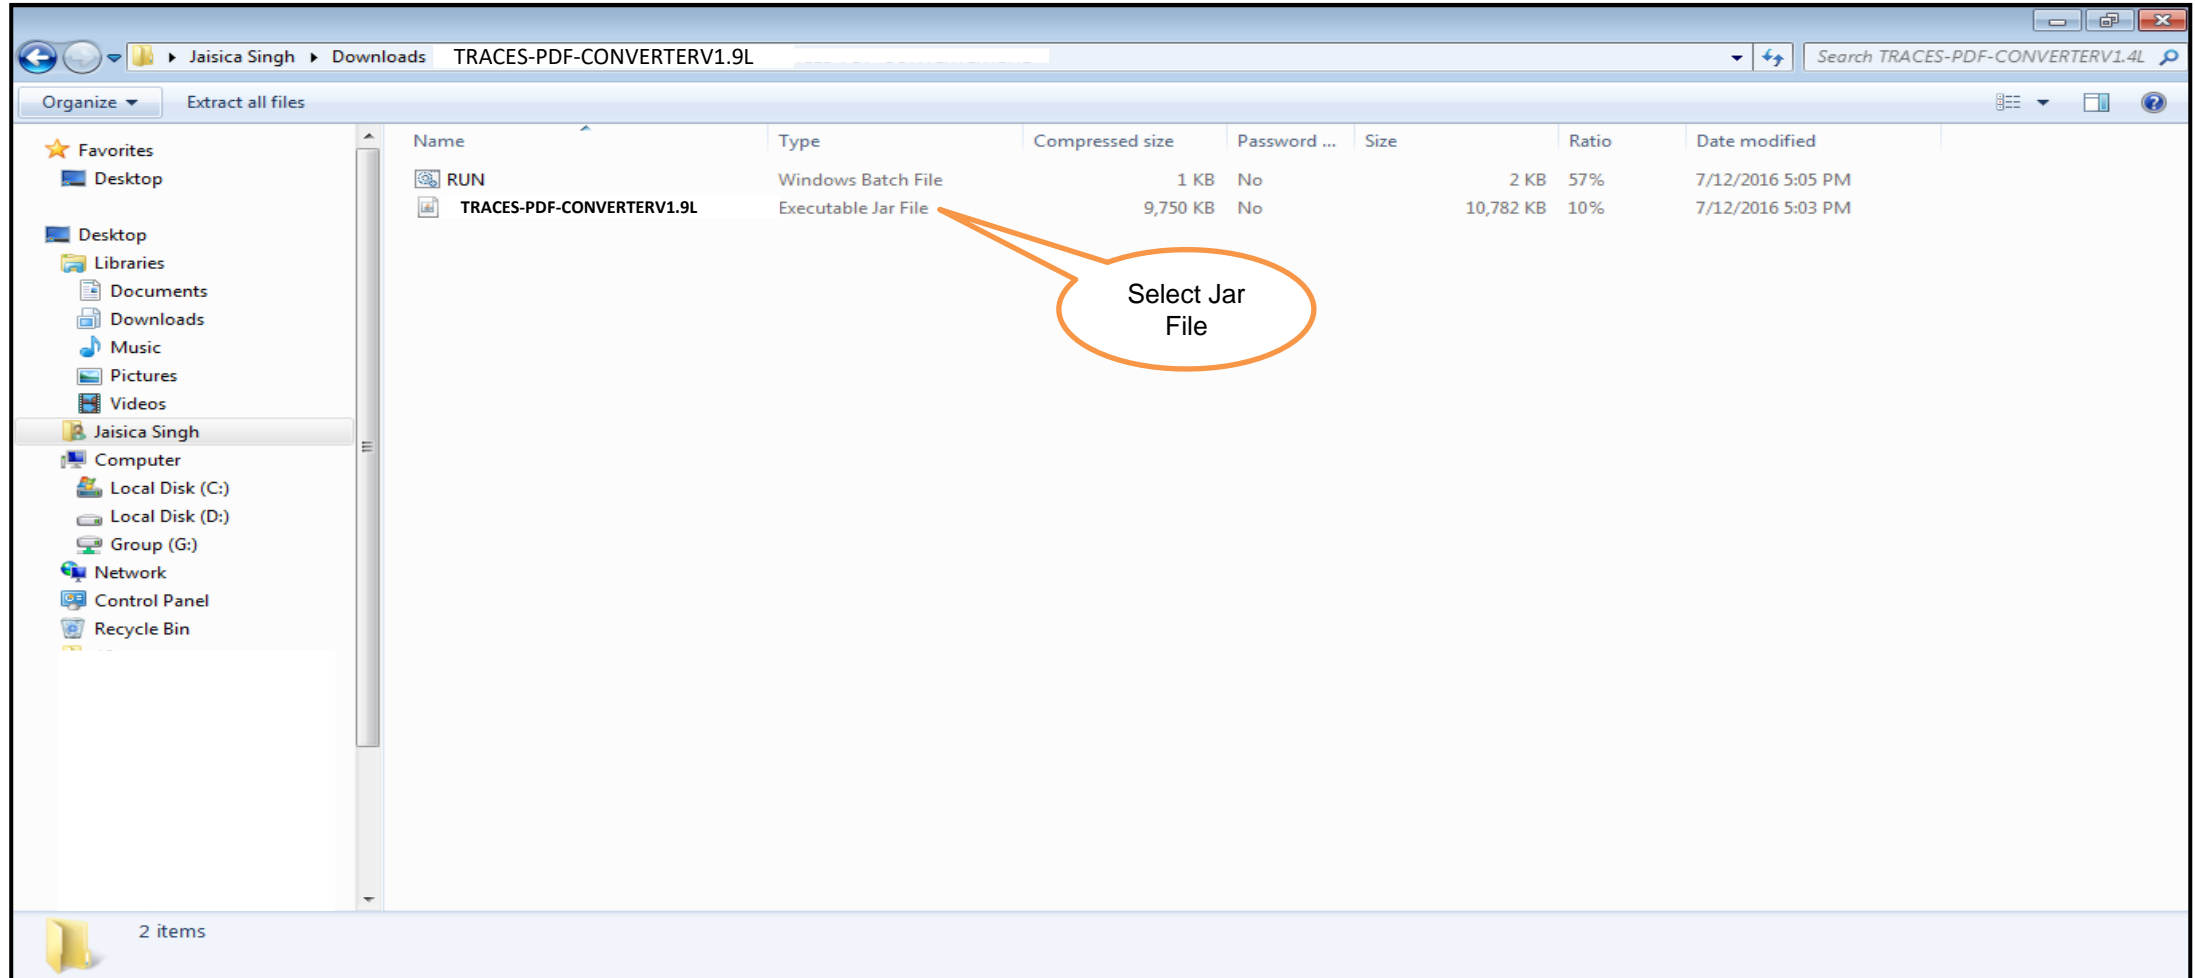 Jaisica Singh Downloads TRACES-PDF-CONVERTERV1.9L
Search TRACES-PDF-CONVERTERV1.4L
Organize Extract all files
Name Type Compressed size Password ... Size Ratio Date modified
RUN Windows Batch File 1 KB No 2 KB 57% 7/12/2016 5:05 PM
TRACES-PDF-CONVERTERV1.9L Executable Jar File 9,750 KB No 10,782 KB 10% 7/12/2016 5:03 PM
Select Jar
File
Favorites
Desktop
Desktop
Libraries
Documents
Downloads
Music
Pictures
Videos
Jaisica Singh
Computer
Local Disk (C:)
Local Disk (D:)
Group (G:)
Network
Control Panel
Recycle Bin
2 items